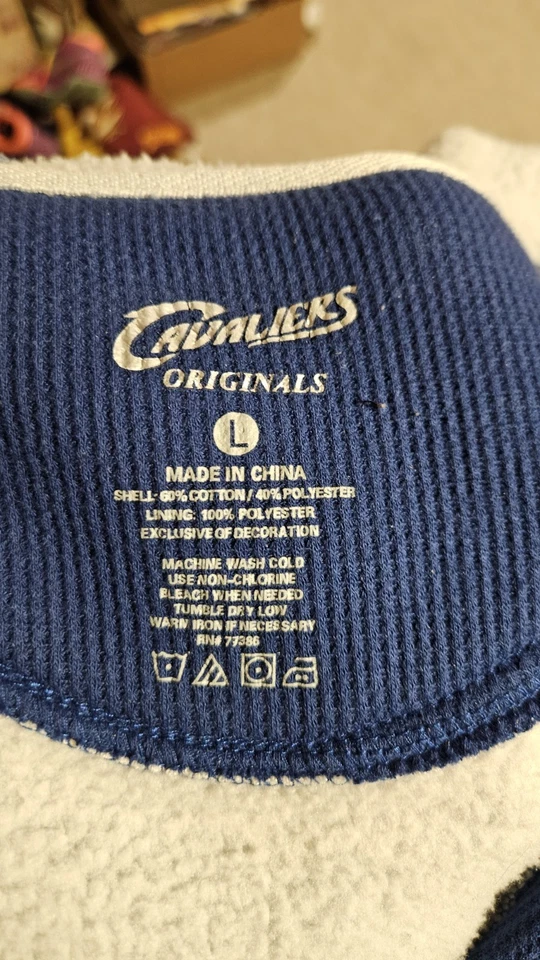 CAVALIERS
ORIGINALS
L
MADE IN CHINA
SHELL: 60% COTTON / 40% POLYESTER
LINING: 100% POLYESTER
EXCLUSIVE OF DECORATION
MACHINE WASH COLD
USE NON-CHLORINE
BLEACH WHEN NEEDED
TUMBLE DRY LOW
WARM IRON IF NECESSARY
RN# 77386